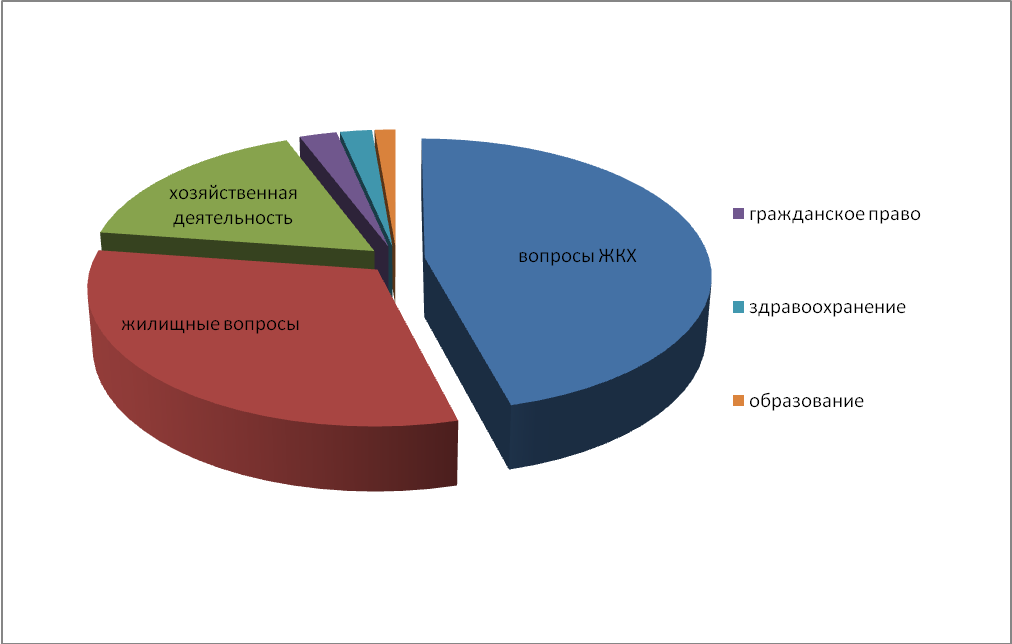 хозяйственная
деятельность
вопросы ЖКХ
жилищные вопросы
гражданское право
здравоохранение
образование